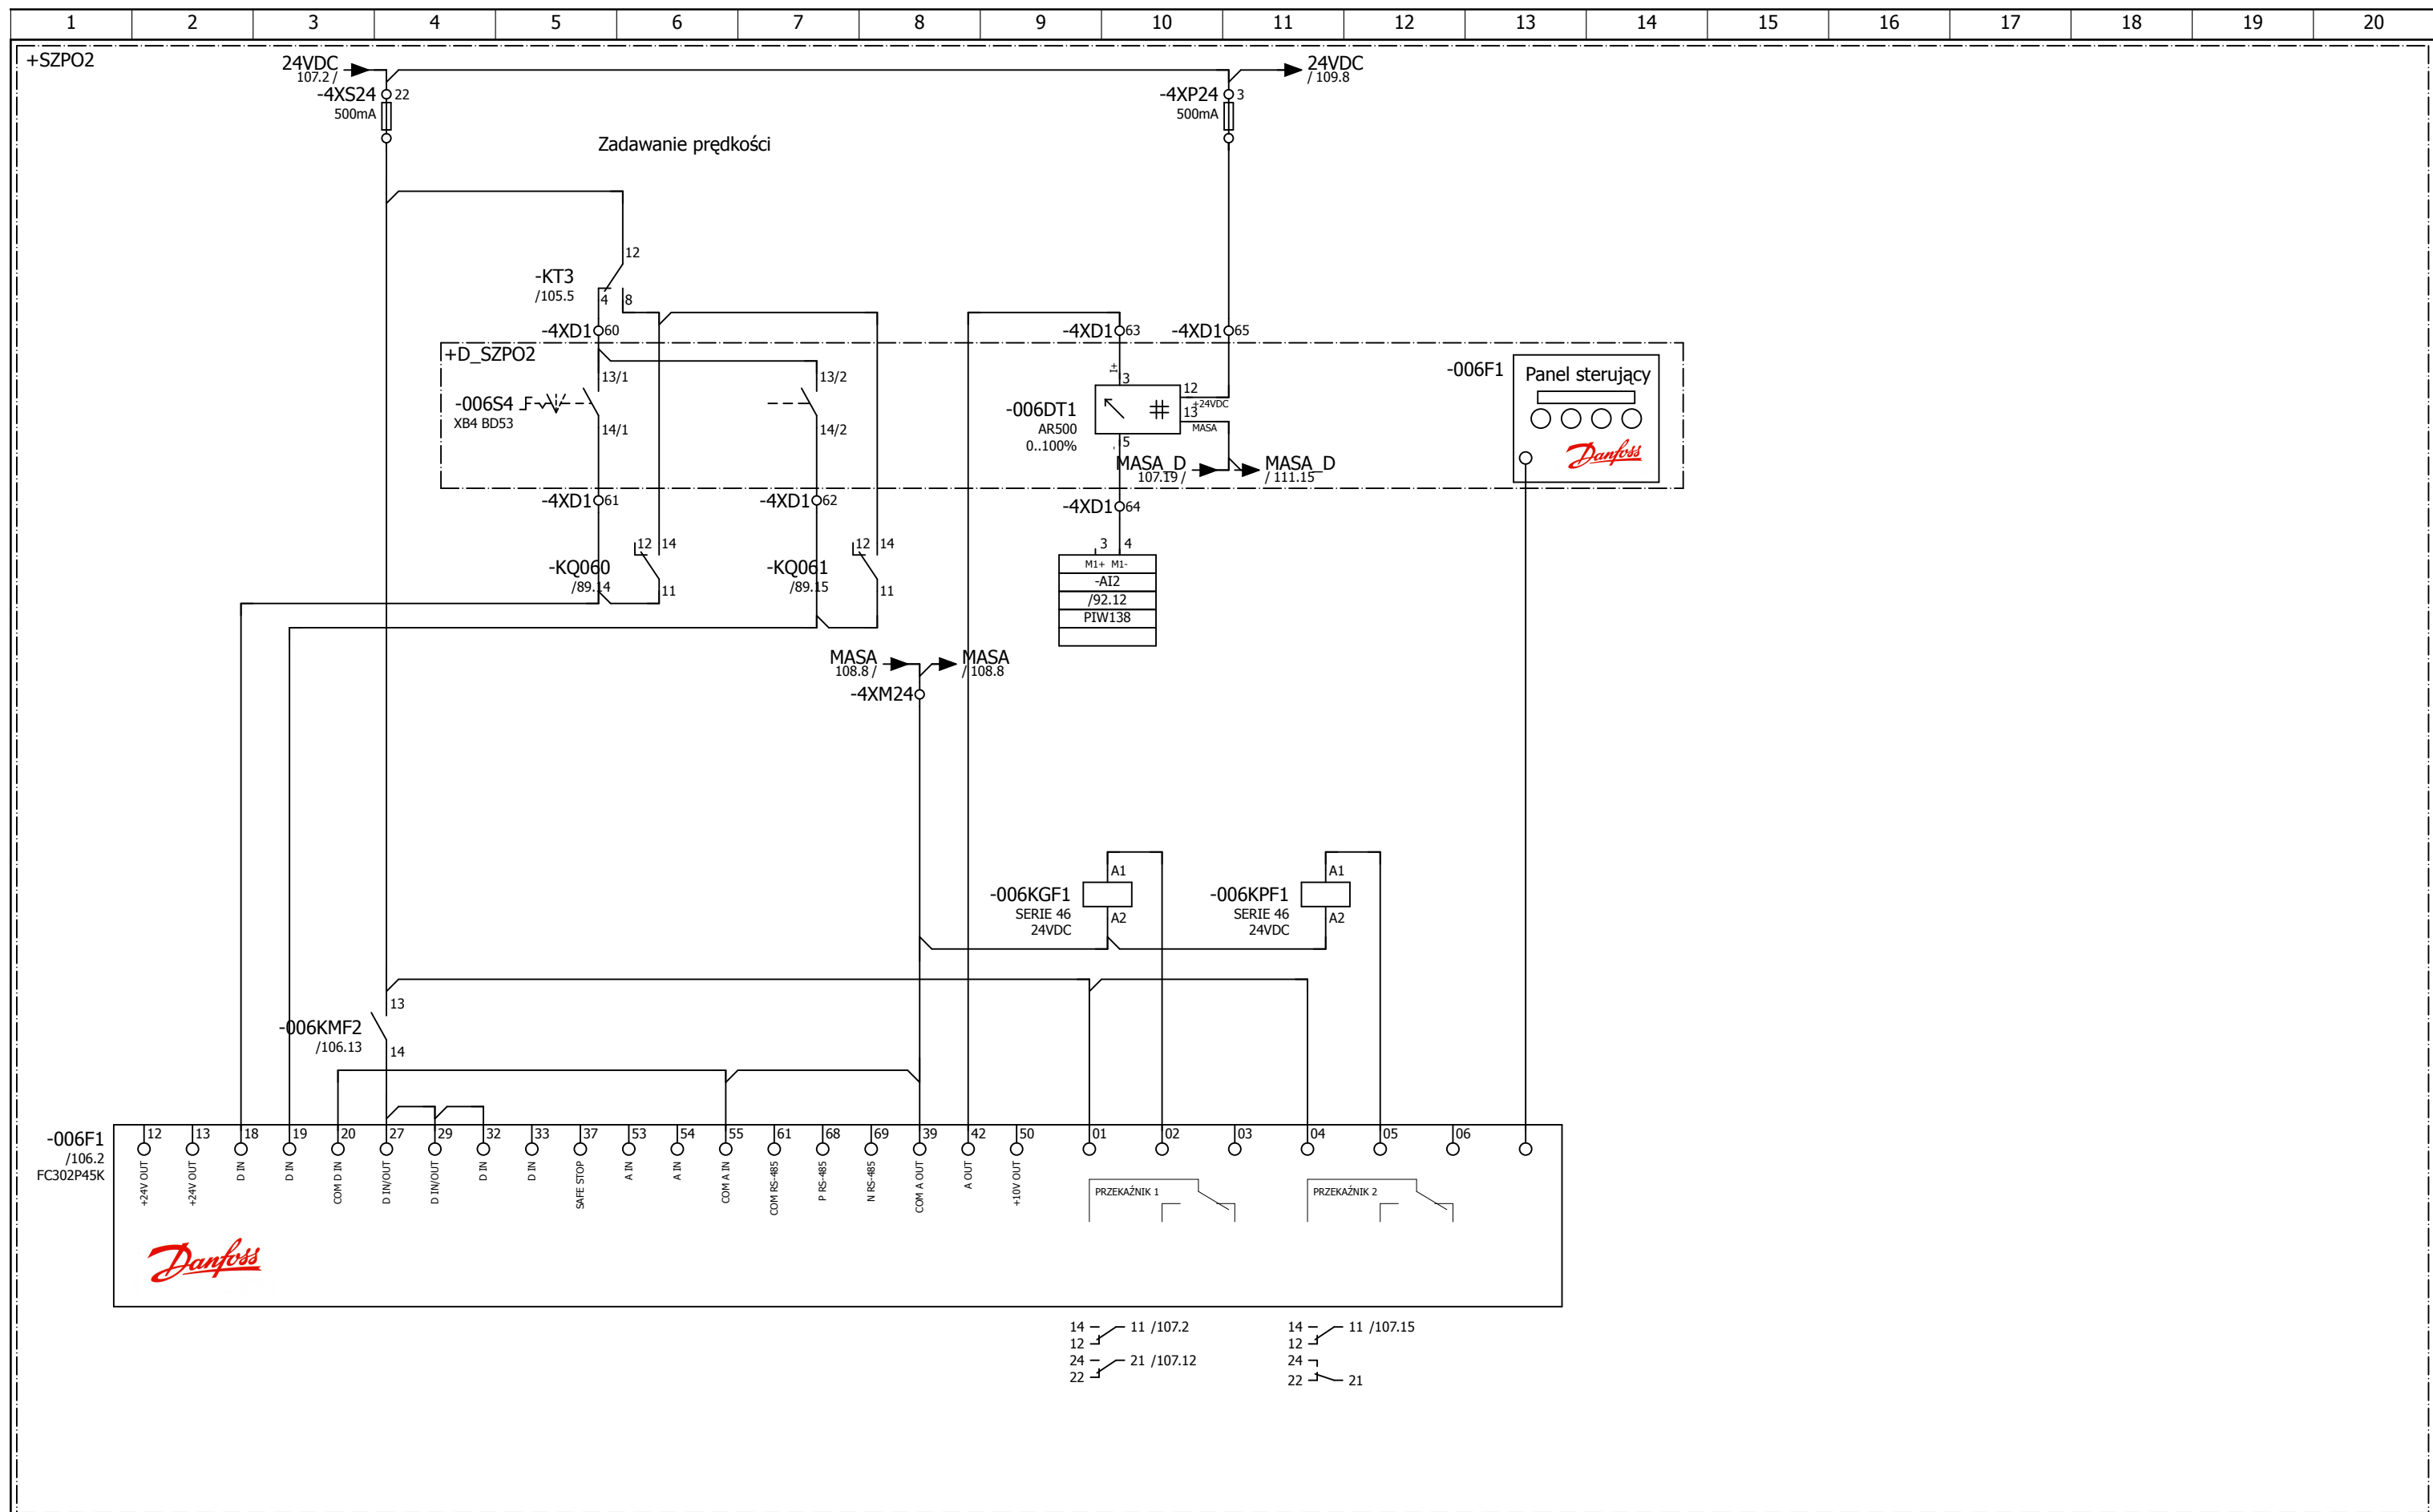 1 2 3 4 5 6 7 8 9 10 11 12 13 14 15 16 17 18 19 20
+SZPO2
24VDC
107.2 /
24VDC
/ 109.8
-4XS24 22
500mA
-4XP24 3
500mA
Zadawanie prędkości
12
-KT3
/105.5
4 8
-4XD1 60
-4XD1 63
-4XD1 65
+D_SZPO2
13/1
13/2
-006S4
XB4 BD53
14/1
14/2
I+
3
12
+24VDC
13
MASA
-006DT1
AR500
0..100%
5
-
MASA_D
107.19 /
MASA_D
/ 111.15
-006F1
Panel sterujący
Danfoss
-4XD1 61
-4XD1 62
-4XD1 64
12 14
-KQ060
/89.14
11
12 14
-KQ061
/89.15
11
3 4
M1+ M1-
-AI2
/92.12
PIW138
MASA
108.8 /
MASA
/ 108.8
-4XM24
A1
-006KGF1
SERIE 46
24VDC
A2
A1
-006KPF1
SERIE 46
24VDC
A2
13
-006KMF2
/106.13
14
-006F1
/106.2
FC302P45K
12 13 18 19 20 27 29 32 33 37 53 54 55 61 68 69 39 42 50 01 02 03 04 05 06
+24V OUT
+24V OUT
D IN
D IN
COM D IN
D IN/OUT
D IN/OUT
D IN
D IN
SAFE STOP
A IN
A IN
COM A IN
COM RS-485
P RS-485
N RS-485
COM A OUT
A OUT
+10V OUT
PRZEKAŹNIK 1
PRZEKAŹNIK 2
Danfoss
14 11 /107.2
12
24 21 /107.12
22
14 11 /107.15
12
24
22 21